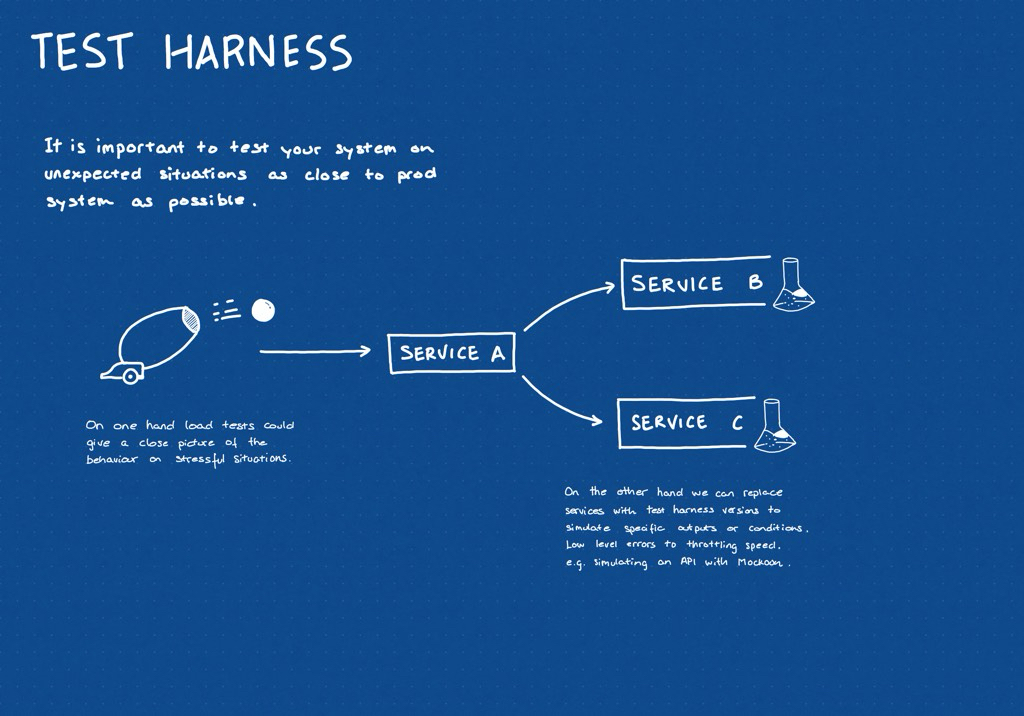 TEST HARNESS
It is important to test your system on
unexpected situations as close to prod
system as possible.
SERVICE B
SERVICE A
On one hand load tests could
give a close picture of the
behavior on stressful situations.
SERVICE C
On the other hand we can replace
services with test harness versions to
simulate specific outputs or conditions.
Low level errors to throttling speed.
e.g. simulating an API with Mockoon.